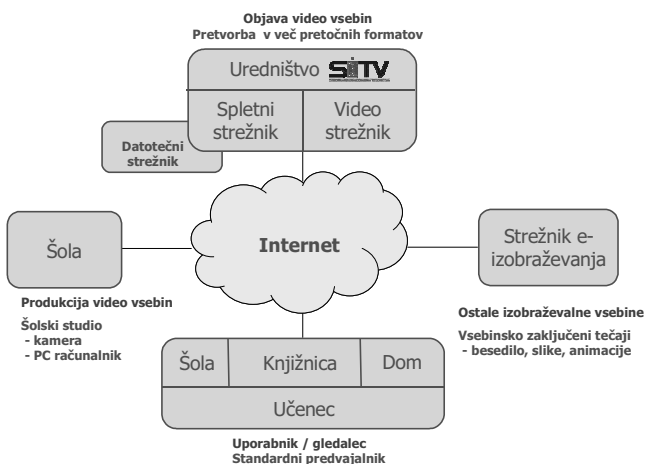 Objava video vsebin
Pretvorba v več pretočnih formatov
Uredništvo SiTV
Spletni strežnik
Video strežnik
Datotečni strežnik
Šola
Internet
Strežnik e-
izobraževanja
Produkcija video vsebin
Šolski studio
- kamera
- PC računalnik
Ostale izobraževalne vsebine
Vsebinsko zaključeni tečaji
- besedilo, slike, animacije
Šola
Knjižnica
Dom
Učenec
Uporabnik / gledalec
Standardni predvajalnik